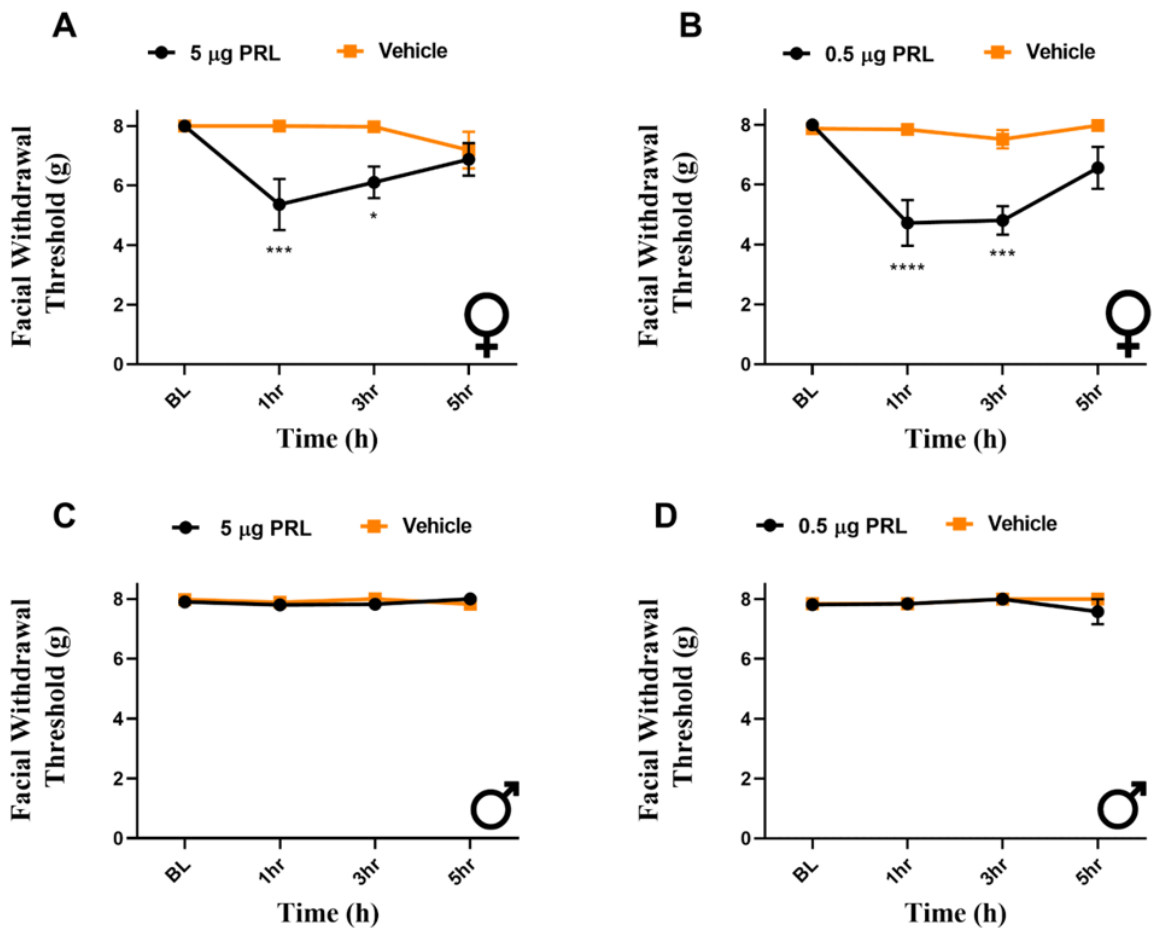 A
5 μg PRL
Vehicle
Facial Withdrawal
Threshold (g)
8
6
4
2
0
***
*
BL
1hr
3hr
5hr
Time (h)
B
0.5 μg PRL
Vehicle
Facial Withdrawal
Threshold (g)
8
6
4
2
0
****
***
BL
1hr
3hr
5hr
Time (h)
C
5 μg PRL
Vehicle
Facial Withdrawal
Threshold (g)
8
6
4
2
0
BL
1hr
3hr
5hr
Time (h)
D
0.5 μg PRL
Vehicle
Facial Withdrawal
Threshold (g)
8
6
4
2
0
BL
1hr
3hr
5hr
Time (h)